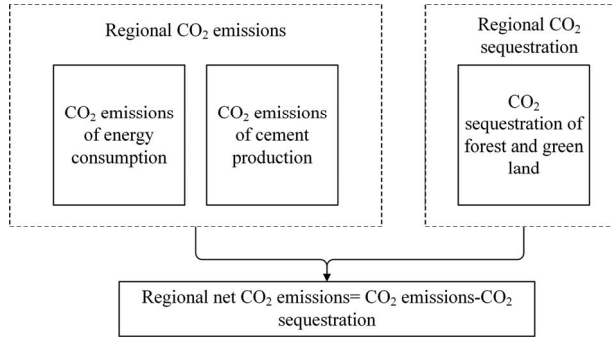 Regional CO₂ emissions
CO₂ emissions
of energy
consumption
CO₂ emissions
of cement
production
Regional CO₂
sequestration
CO₂
sequestration of
forest and green
land
Regional net CO₂ emissions= CO₂ emissions-CO₂
sequestration